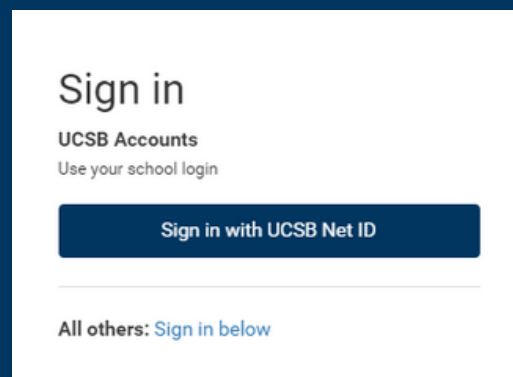 Sign in
UCSB Accounts
Use your school login
Sign in with UCSB Net ID
All others: Sign in below